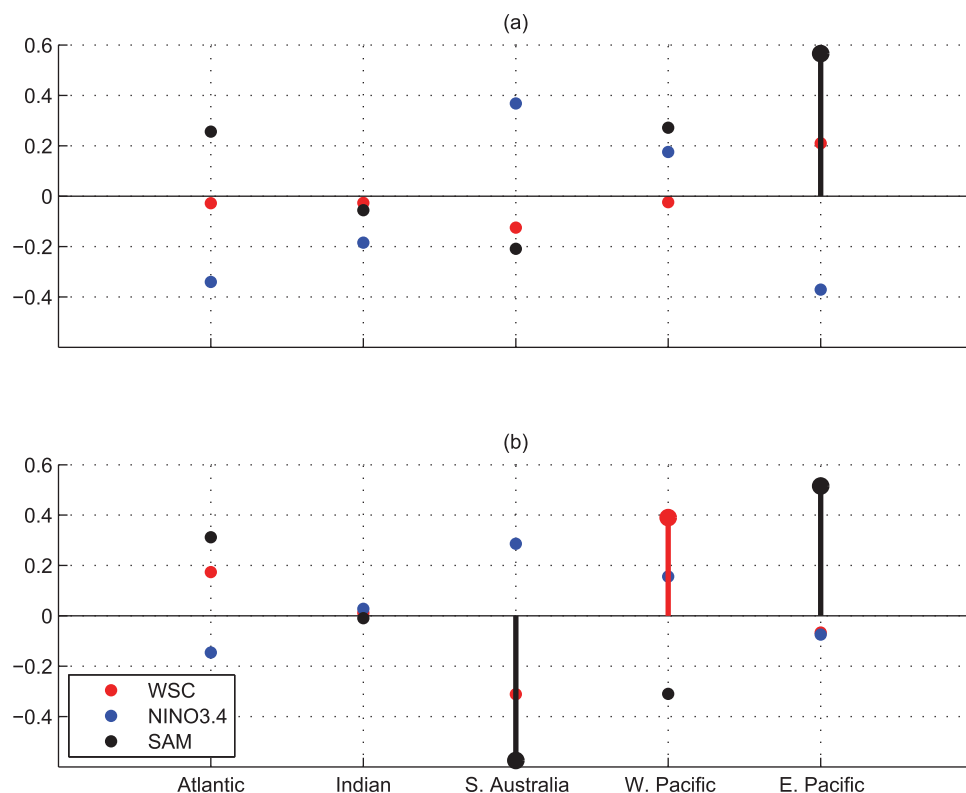 (a)
0.6
0.4
0.2
0
−0.2
−0.4
(b)
0.6
0.4
0.2
0
−0.2
−0.4
WSC
NINO3.4
SAM
Atlantic Indian S. Australia W. Pacific E. Pacific